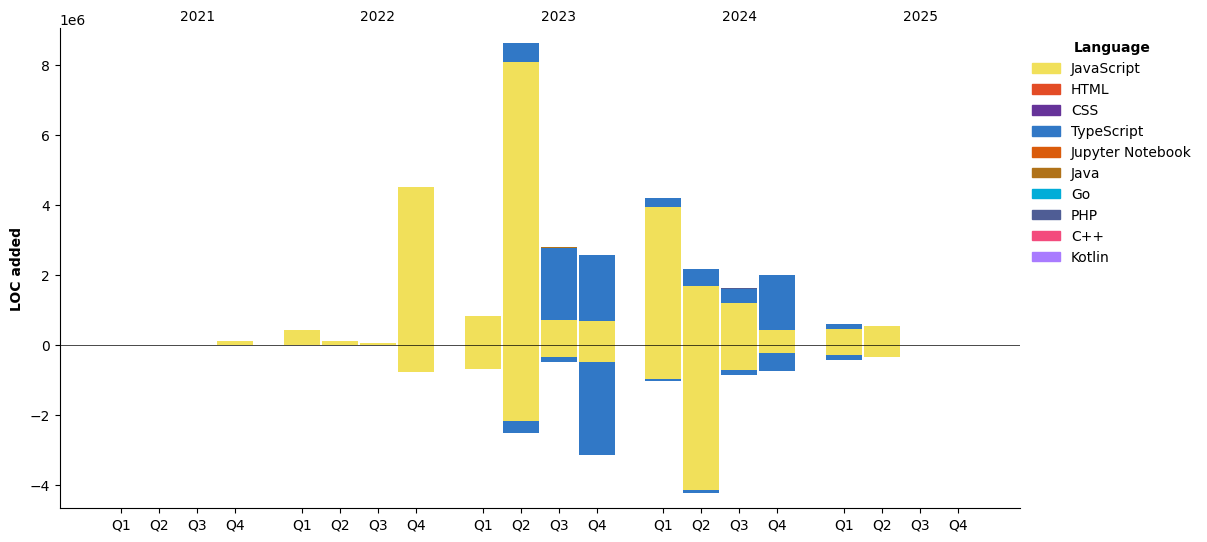 2021 2022 2023 2024 2025
1e6
8
6
4
2
0
−2
−4
LOC added
Q1 Q2 Q3 Q4 Q1 Q2 Q3 Q4 Q1 Q2 Q3 Q4 Q1 Q2 Q3 Q4 Q1 Q2 Q3 Q4
Language
JavaScript
HTML
CSS
TypeScript
Jupyter Notebook
Java
Go
PHP
C++
Kotlin